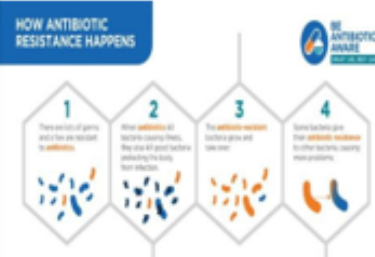 HOW ANTIBIOTIC
RESISTANCE HAPPENS
BE
ANTIBIOTICS
AWARE
1
There are lots of germs
and a few are resistant
to antibiotics.
2
When antibiotics kill
bacteria causing illness,
they also kill good bacteria
protecting the body
from infection.
3
The antibiotic-resistant
bacteria grow and
take over.
4
Some bacteria give
their antibiotic resistance
to other bacteria, causing
more problems.